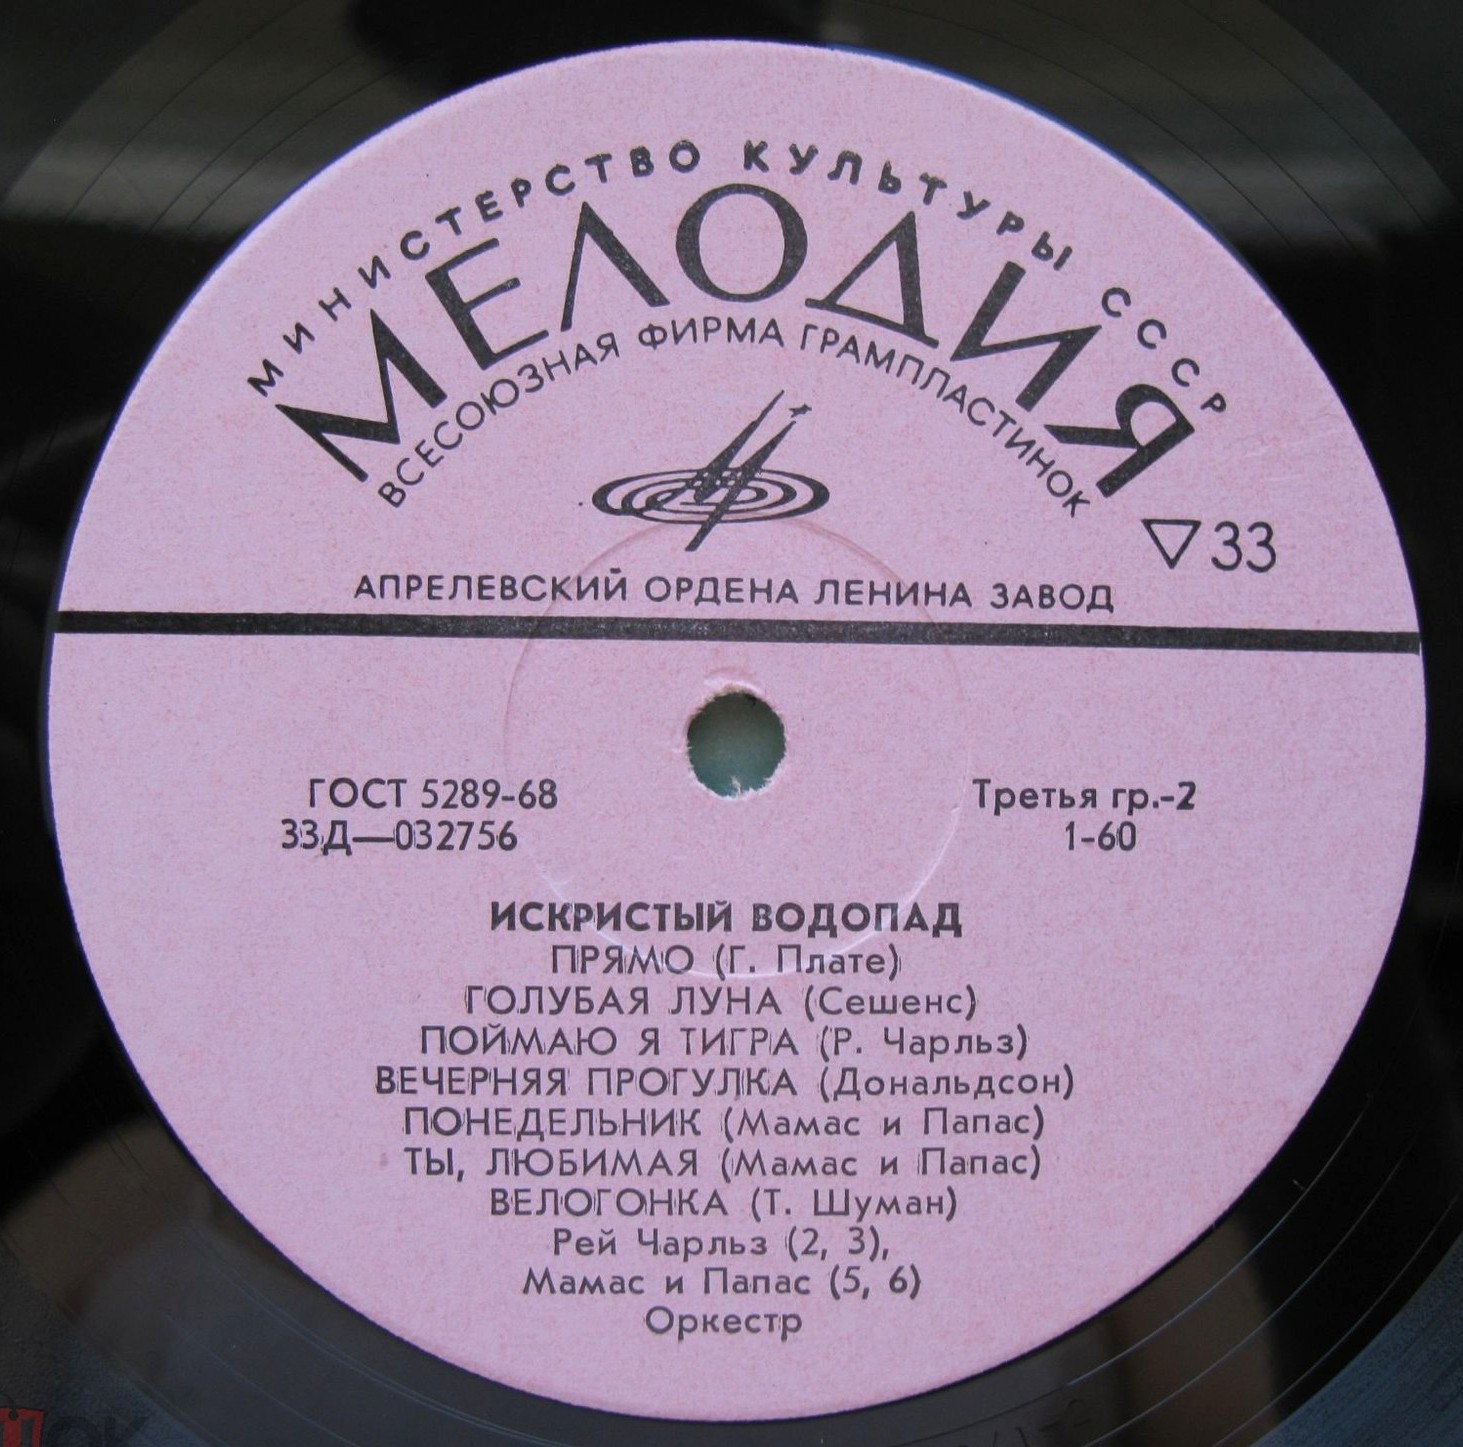 МИНИСТЕРСТВО КУЛЬТУРЫ СССР
МЕЛОДИЯ
ВСЕСОЮЗНАЯ ФИРМА ГРАМПЛАСТИНОК
33
АПРЕЛЕВСКИЙ ОРДЕНА ЛЕНИНА ЗАВОД
ГОСТ 5289-68
Третья гр.-2
33Д—032756
1-60
ИСКРИСТЫЙ ВОДОПАД
ПРЯМО (Г. Плате)
ГОЛУБАЯ ЛУНА (Сешенс)
ПОЙМАЮ Я ТИГРА (Р. Чарльз)
ВЕЧЕРНЯЯ ПРОГУЛКА (Дональдсон)
ПОНЕДЕЛЬНИК (Мамас и Папас)
ТЫ, ЛЮБИМАЯ (Мамас и Папас)
ВЕЛОГОНКА (Т. Шуман)
Рей Чарльз (2, 3),
Мамас и Папас (5, 6)
Оркестр